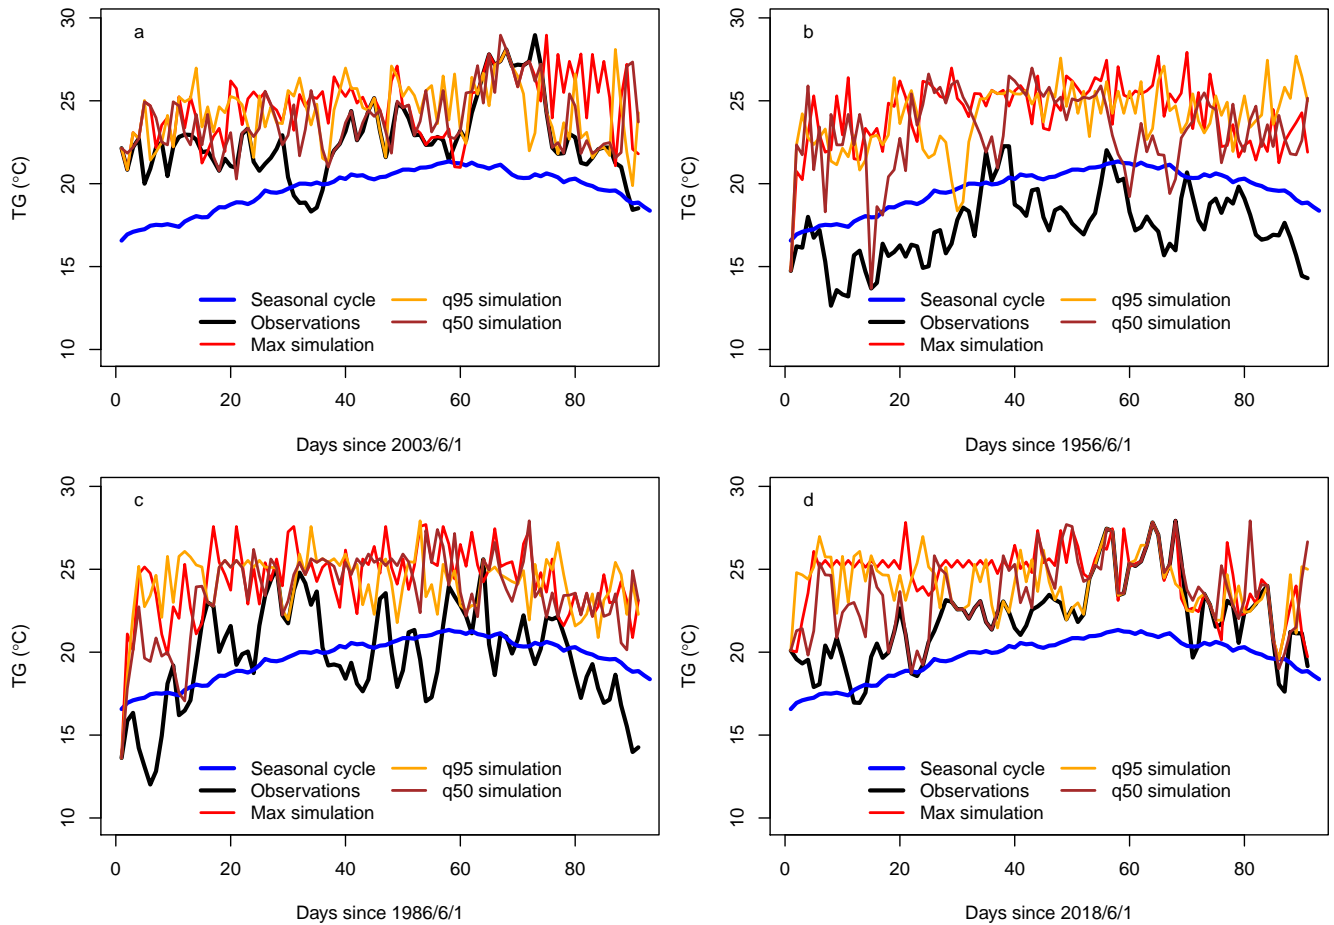 a
30
25
20
15
10
TG (°C)
Seasonal cycle
Observations
Max simulation
q95 simulation
q50 simulation
0 20 40 60 80
Days since 2003/6/1
b
30
25
20
15
10
TG (°C)
Seasonal cycle
Observations
Max simulation
q95 simulation
q50 simulation
0 20 40 60 80
Days since 1956/6/1
c
30
25
20
15
10
TG (°C)
Seasonal cycle
Observations
Max simulation
q95 simulation
q50 simulation
0 20 40 60 80
Days since 1986/6/1
d
30
25
20
15
10
TG (°C)
Seasonal cycle
Observations
Max simulation
q95 simulation
q50 simulation
0 20 40 60 80
Days since 2018/6/1